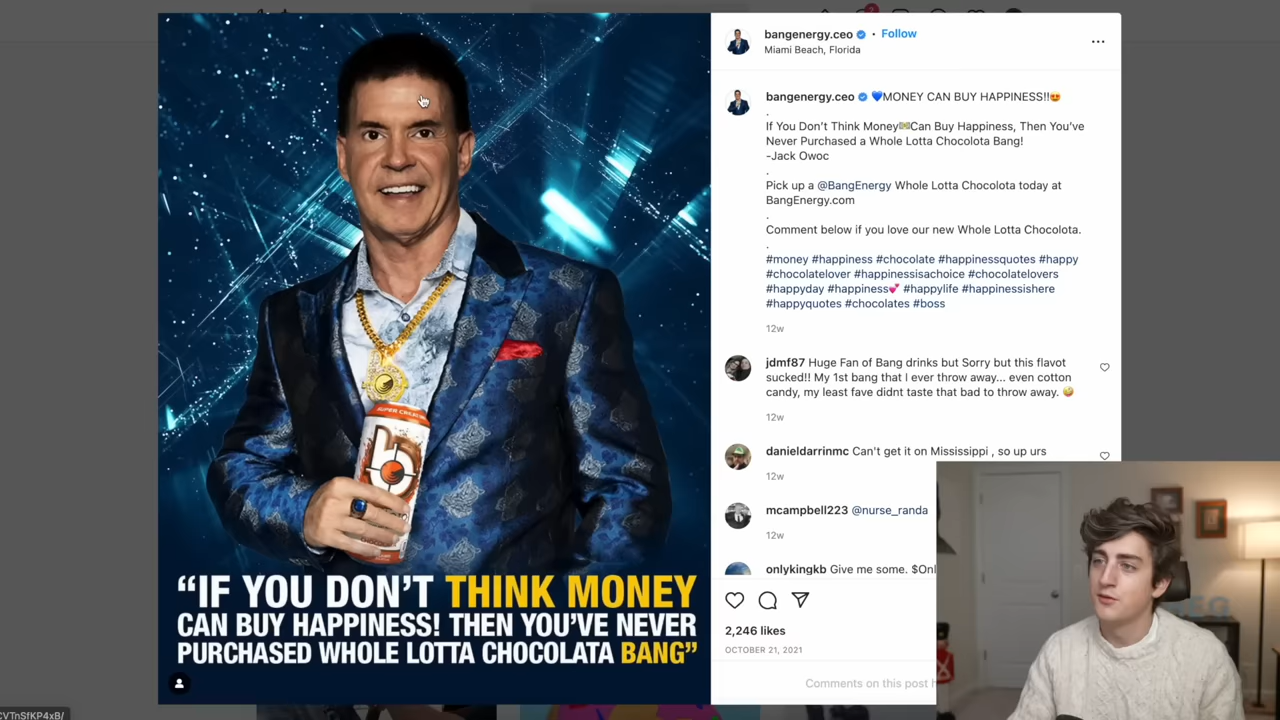 bangenergy.ceo · Follow
Miami Beach, Florida
bangenergy.ceo 💙MONEY CAN BUY HAPPINESS!!😍
.
If You Don't Think Money💵Can Buy Happiness, Then You've
Never Purchased a Whole Lotta Chocolota Bang!
-Jack Owoc
.
Pick up a @BangEnergy Whole Lotta Chocolota today at
BangEnergy.com
.
Comment below if you love our new Whole Lotta Chocolota.
.
#money #happiness #chocolate #happinessquotes #happy
#chocolatelover #happinessisachoice #chocolatelovers
#happyday #happiness💕 #happylife #happinessishere
#happyquotes #chocolates #boss
12w
jdmf87 Huge Fan of Bang drinks but Sorry but this flavot
sucked!! My 1st bang that I ever throw away... even cotton
candy, my least fave didnt taste that bad to throw away. 🤣
12w
danieldarrinmc Can't get it on Mississippi , so up urs
12w
mcampbell223 @nurse_randa
12w
onlykingkb Give me some. $Onl
2,246 likes
OCTOBER 21, 2021
Comments on this post h
"IF YOU DON'T THINK MONEY
CAN BUY HAPPINESS! THEN YOU'VE NEVER
PURCHASED WHOLE LOTTA CHOCOLATA BANG"
CVTnSfKP4xB/